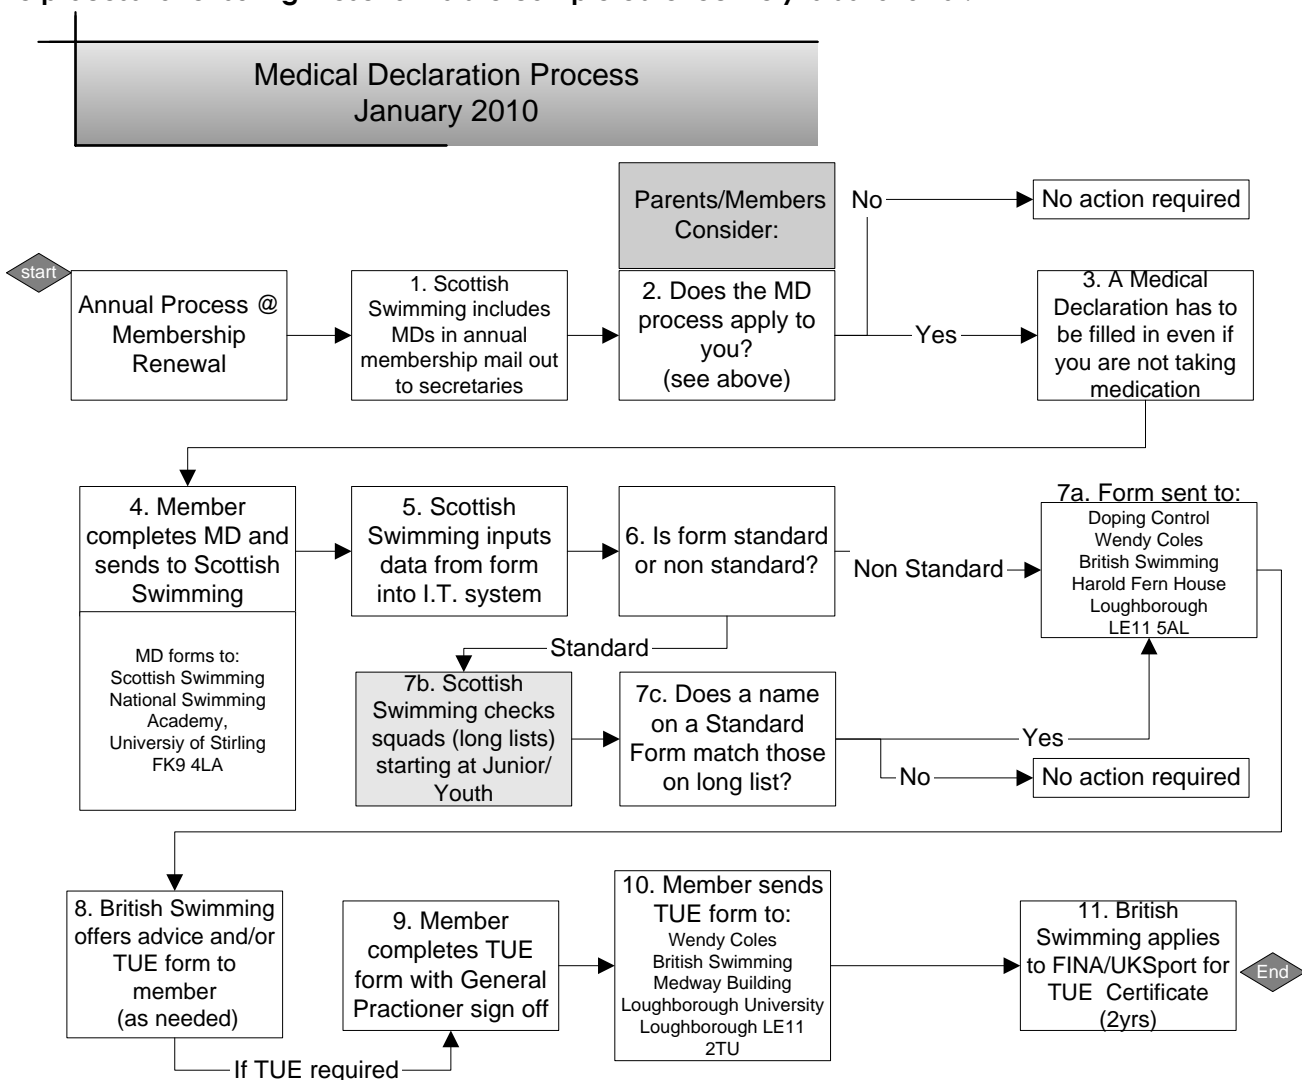 Medical Declaration Process
January 2010
Parents/Members
Consider:
No
No action required
start
Annual Process @
Membership
Renewal
1. Scottish
Swimming includes
MDs in annual
membership mail out
to secretaries
2. Does the MD
process apply to
you?
(see above)
Yes
3. A Medical
Declaration has to
be filled in even if
you are not taking
medication
4. Member
completes MD and
sends to Scottish
Swimming
MD forms to:
Scottish Swimming
National Swimming
Academy,
Universiy of Stirling
FK9 4LA
5. Scottish
Swimming inputs
data from form
into I.T. system
6. Is form standard
or non standard?
Non Standard
7a. Form sent to:
Doping Control
Wendy Coles
British Swimming
Harold Fern House
Loughborough
LE11 5AL
Standard
7b. Scottish
Swimming checks
squads (long lists)
starting at Junior/
Youth
7c. Does a name
on a Standard
Form match those
on long list?
Yes
No
No action required
8. British Swimming
offers advice and/or
TUE form to
member
(as needed)
If TUE required
9. Member
completes TUE
form with General
Practioner sign off
10. Member sends
TUE form to:
Wendy Coles
British Swimming
Medway Building
Loughborough University
Loughborough LE11
2TU
11. British
Swimming applies
to FINA/UKSport for
TUE Certificate
(2yrs)
End